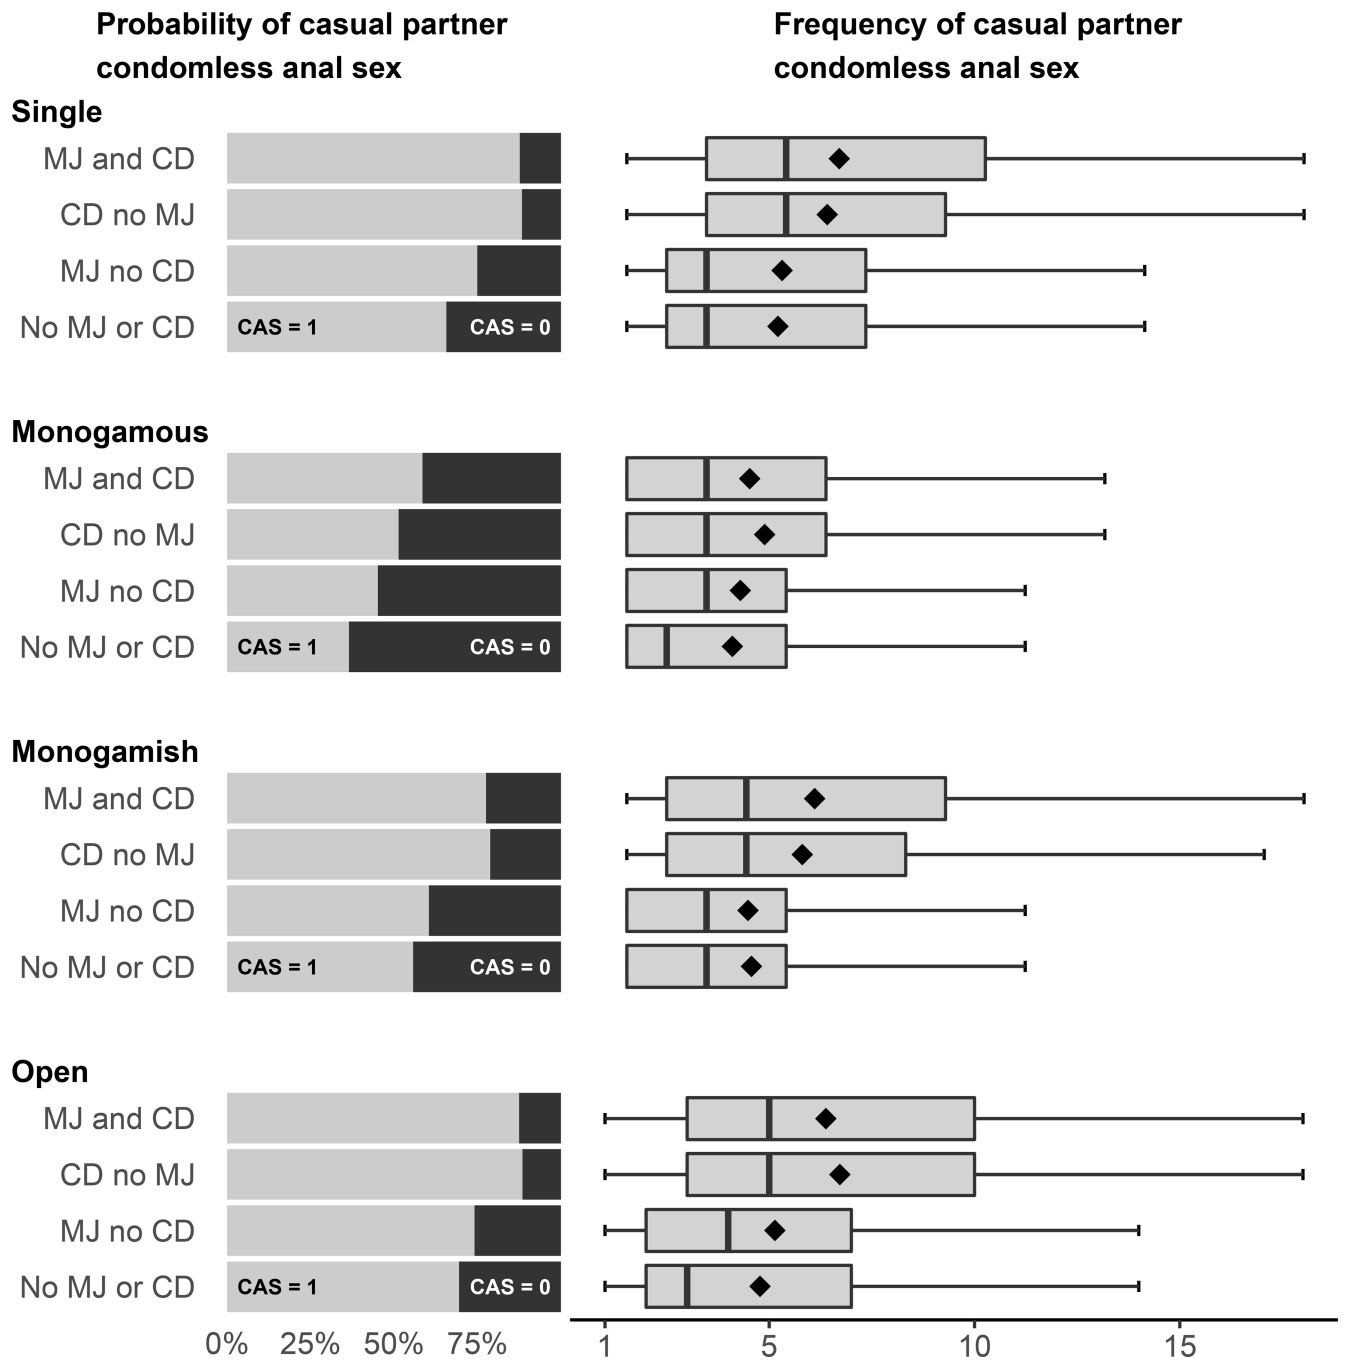 Probability of casual partner
condomless anal sex
Frequency of casual partner
condomless anal sex
Single
MJ and CD
CD no MJ
MJ no CD
No MJ or CD
CAS = 1
CAS = 0
Monogamous
MJ and CD
CD no MJ
MJ no CD
No MJ or CD
CAS = 1
CAS = 0
Monogamish
MJ and CD
CD no MJ
MJ no CD
No MJ or CD
CAS = 1
CAS = 0
Open
MJ and CD
CD no MJ
MJ no CD
No MJ or CD
CAS = 1
CAS = 0
0% 25% 50% 75%
1 5 10 15